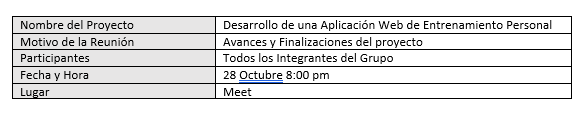 Nombre del Proyecto Desarrollo de una Aplicación Web de Entrenamiento Personal
Motivo de la Reunión Avances y Finalizaciones del proyecto
Participantes Todos los Integrantes del Grupo
Fecha y Hora 28 Octubre 8:00 pm
Lugar Meet